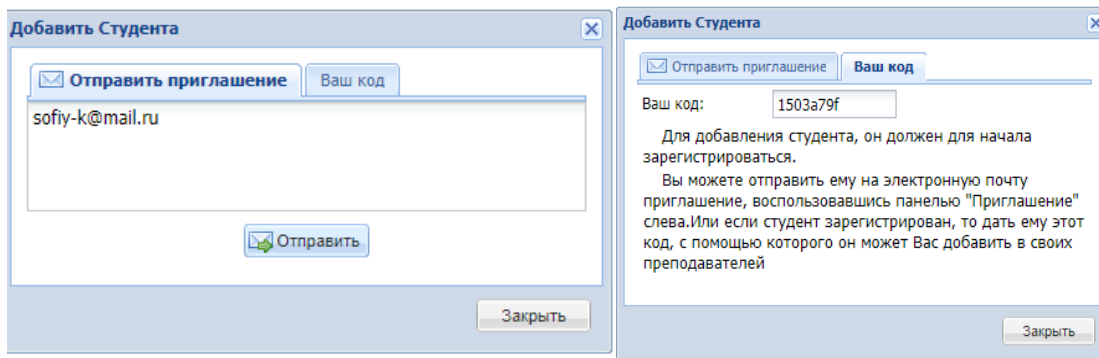 Добавить Студента
Отправить приглашение
Ваш код
sofiy-k@mail.ru
Отправить
Закрыть
Добавить Студента
Отправить приглашение
Ваш код
Ваш код: 1503a79f
Для добавления студента, он должен для начала
зарегистрироваться.
Вы можете отправить ему на электронную почту
приглашение, воспользовавшись панелью "Приглашение"
слева.Или если студент зарегистрирован, то дать ему этот
код, с помощью которого он может Вас добавить в своих
преподавателей
Закрыть